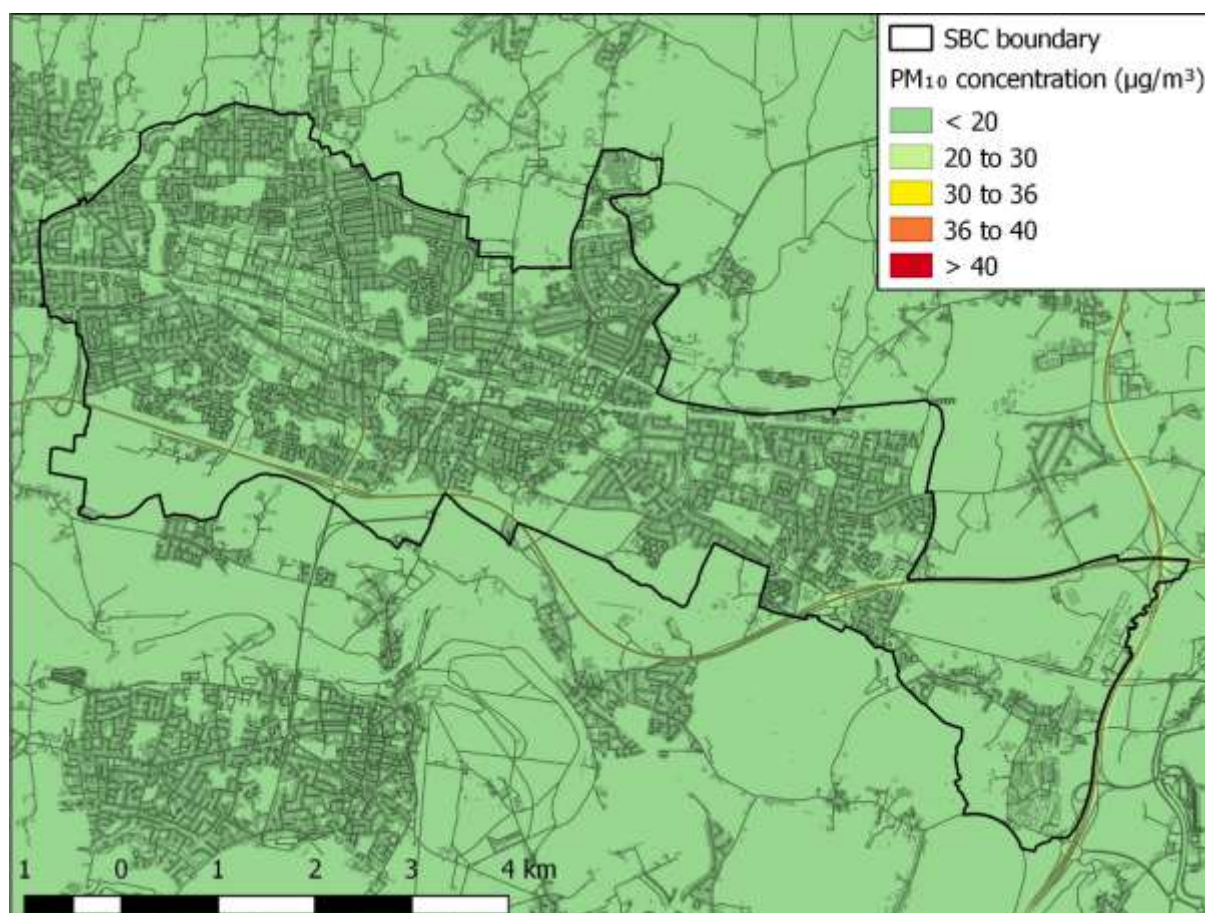 SBC boundary
PM₁₀ concentration (µg/m³)
< 20
20 to 30
30 to 36
36 to 40
> 40
1 0 1 2 3 4 km